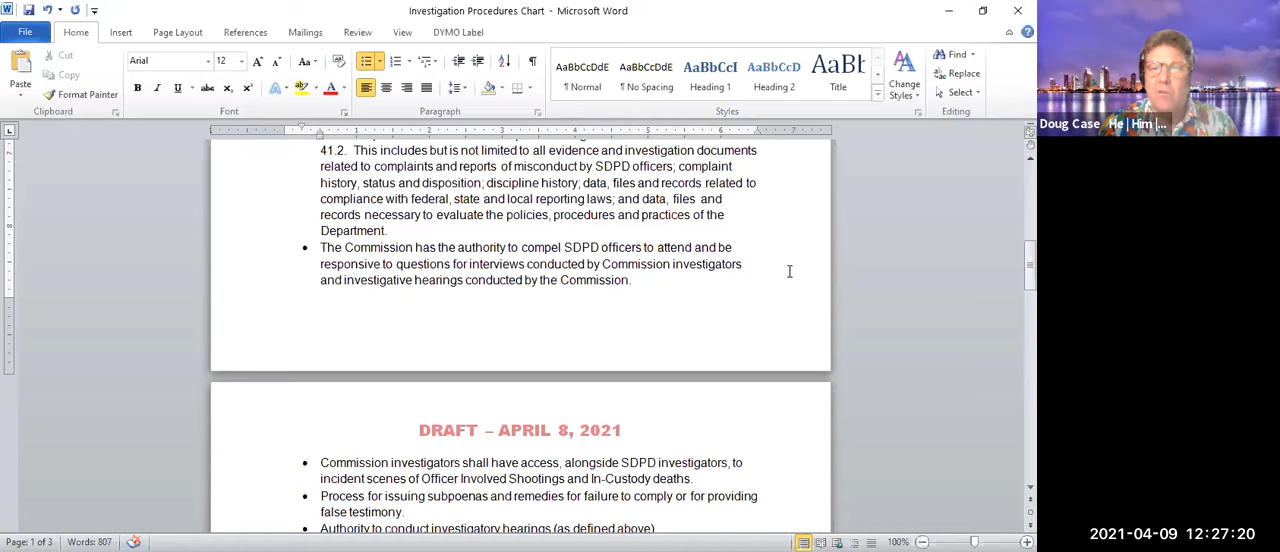 Investigation Procedures Chart - Microsoft Word
File Home Insert Page Layout References Mailings Review View DYMO Label
Paste
Cut
Copy
Format Painter
Clipboard
Arial 12
Font
Paragraph
AaBbCcDdE AaBbCcDdE AaBbCcI AaBbCcD AaBb
¶ Normal ¶ No Spacing Heading 1 Heading 2 Title
Change Styles
Styles
Find
Replace
Select
Editing
41.2. This includes but is not limited to all evidence and investigation documents
related to complaints and reports of misconduct by SDPD officers; complaint
history, status and disposition; discipline history; data, files and records related to
compliance with federal, state and local reporting laws; and data, files and
records necessary to evaluate the policies, procedures and practices of the
Department.
• The Commission has the authority to compel SDPD officers to attend and be
responsive to questions for interviews conducted by Commission investigators
and investigative hearings conducted by the Commission.
DRAFT – APRIL 8, 2021
• Commission investigators shall have access, alongside SDPD investigators, to
incident scenes of Officer Involved Shootings and In-Custody deaths.
• Process for issuing subpoenas and remedies for failure to comply or for providing
false testimony.
• Authority to conduct investigatory hearings (as defined above)
Page: 1 of 3 Words: 807 100%
Doug Case He | Him |...
2021-04-09 12:27:20